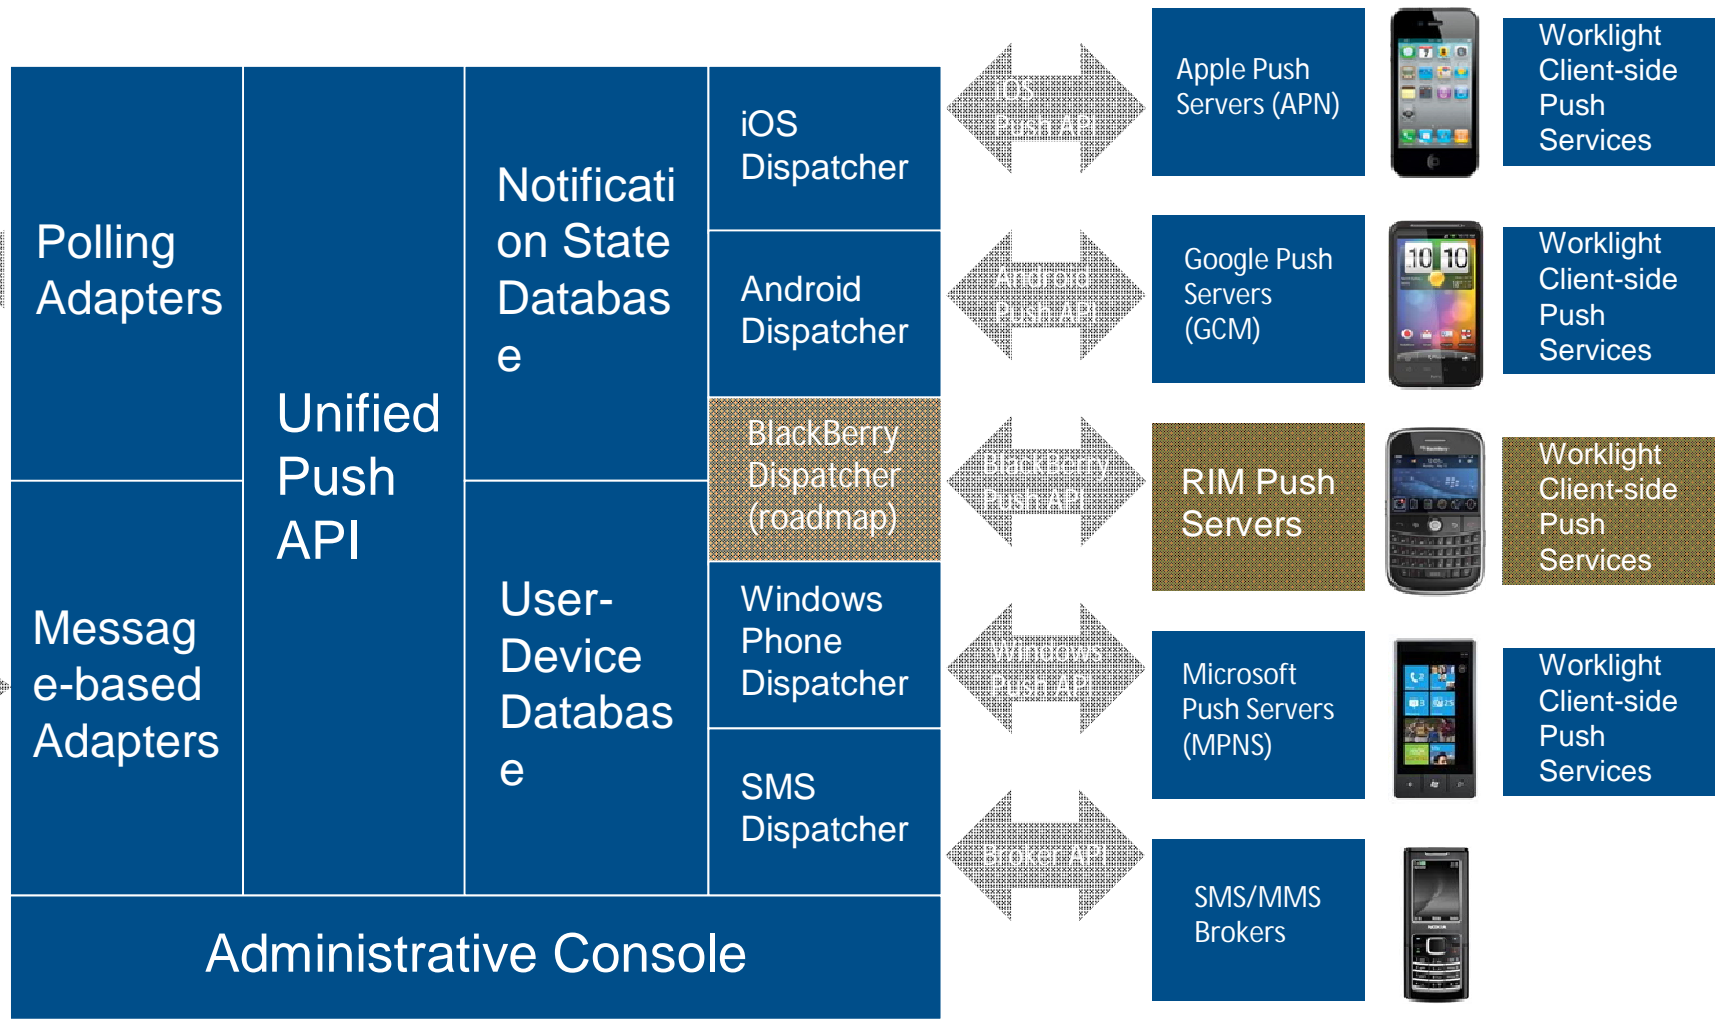 Polling
Adapters
Messag
e-based
Adapters
Unified
Push
API
Notificati
on State
Databas
e
User-
Device
Databas
e
iOS
Dispatcher
Android
Dispatcher
BlackBerry
Dispatcher
(roadmap)
Windows
Phone
Dispatcher
SMS
Dispatcher
Administrative Console
iOS
Push API
Android
Push API
BlackBerry
Push API
Windows
Push API
Broker API
Apple Push
Servers (APN)
Google Push
Servers
(GCM)
RIM Push
Servers
Microsoft
Push Servers
(MPNS)
SMS/MMS
Brokers
10 10
Worklight
Client-side
Push
Services
Worklight
Client-side
Push
Services
Worklight
Client-side
Push
Services
Worklight
Client-side
Push
Services